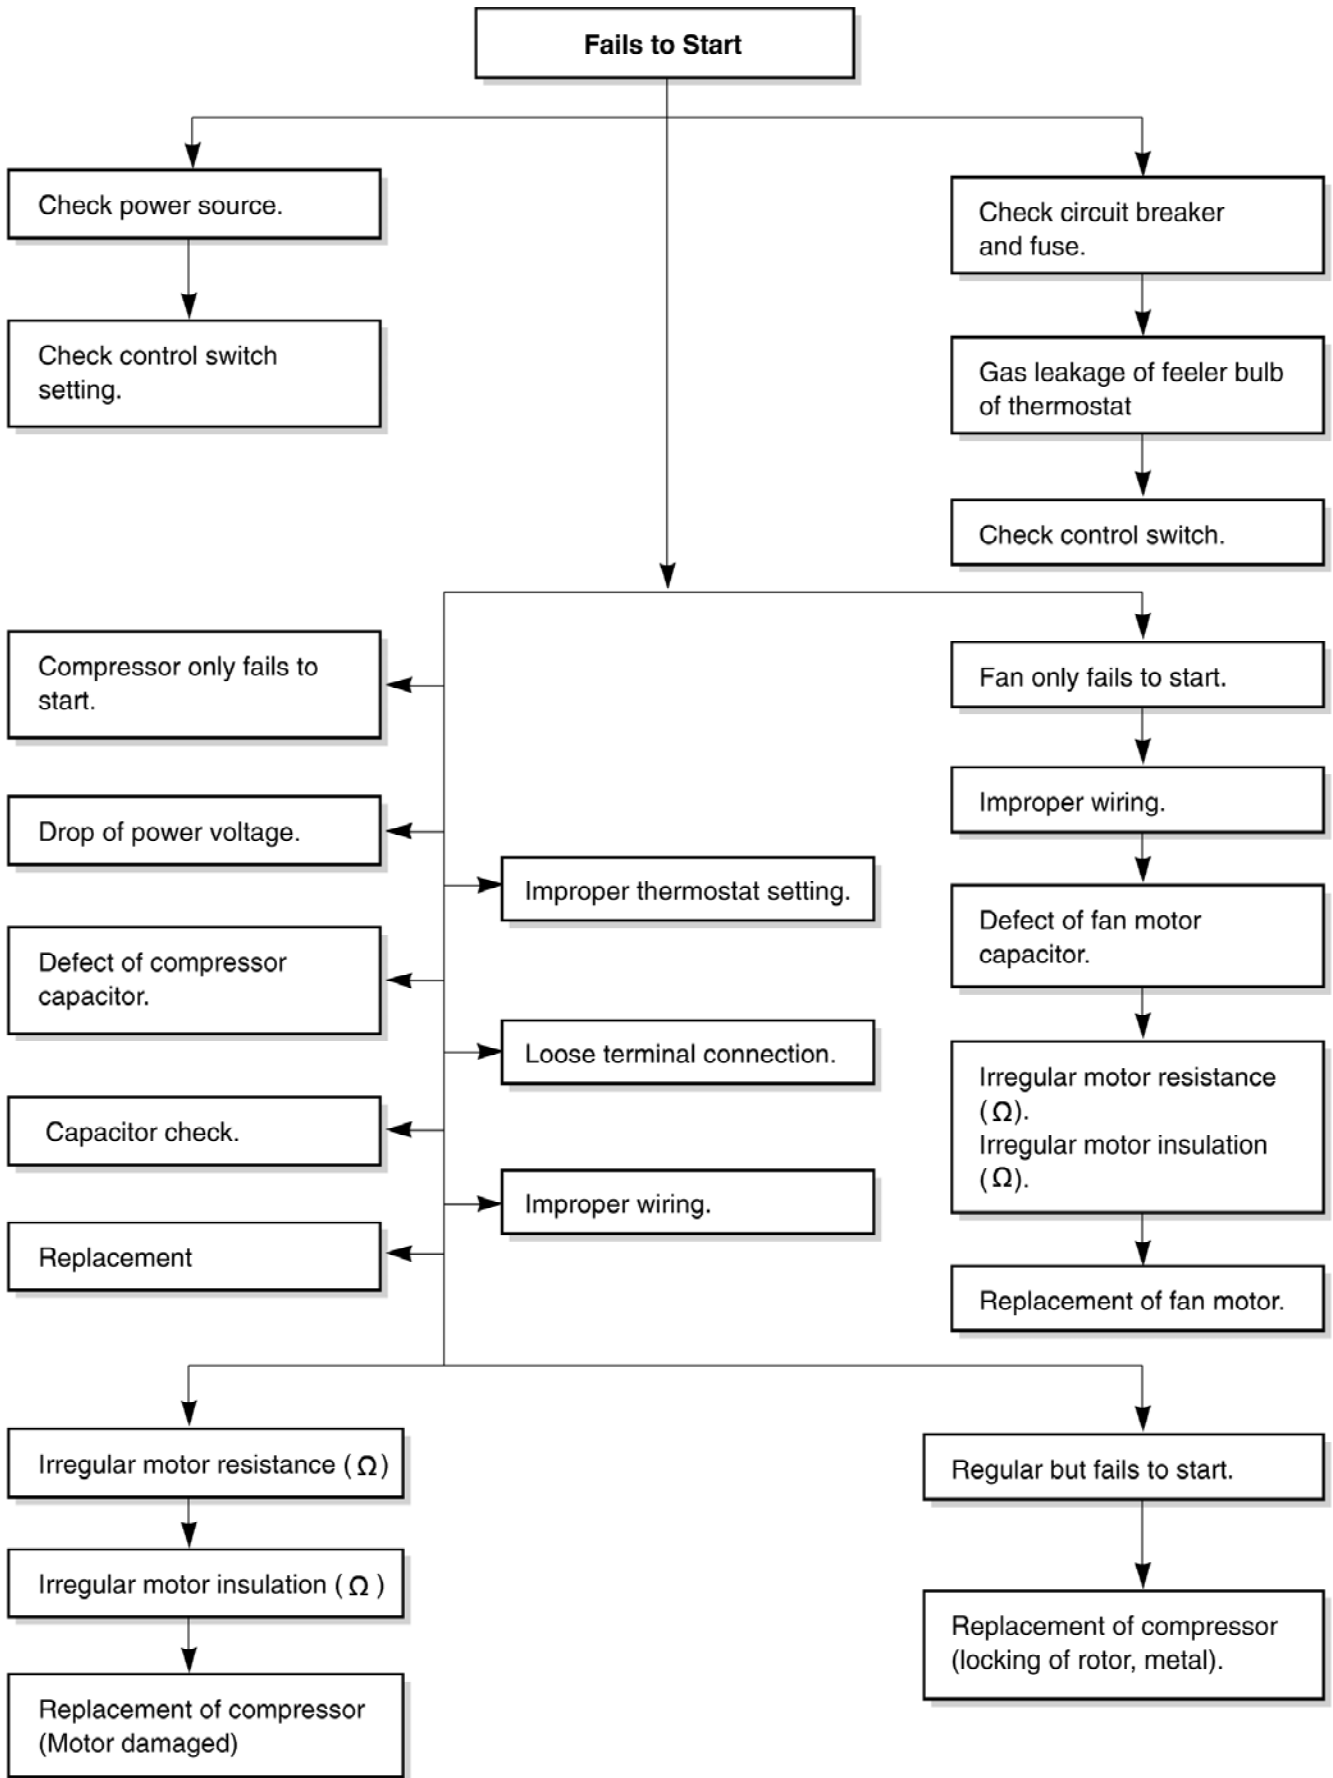 Fails to Start
Check power source.
Check control switch
setting.
Check circuit breaker
and fuse.
Gas leakage of feeler bulb
of thermostat
Check control switch.
Compressor only fails to
start.
Drop of power voltage.
Defect of compressor
capacitor.
Capacitor check.
Replacement
Improper thermostat setting.
Loose terminal connection.
Improper wiring.
Fan only fails to start.
Improper wiring.
Defect of fan motor
capacitor.
Irregular motor resistance
(Ω).
Irregular motor insulation
(Ω).
Replacement of fan motor.
Irregular motor resistance (Ω)
Irregular motor insulation (Ω )
Replacement of compressor
(Motor damaged)
Regular but fails to start.
Replacement of compressor
(locking of rotor, metal).